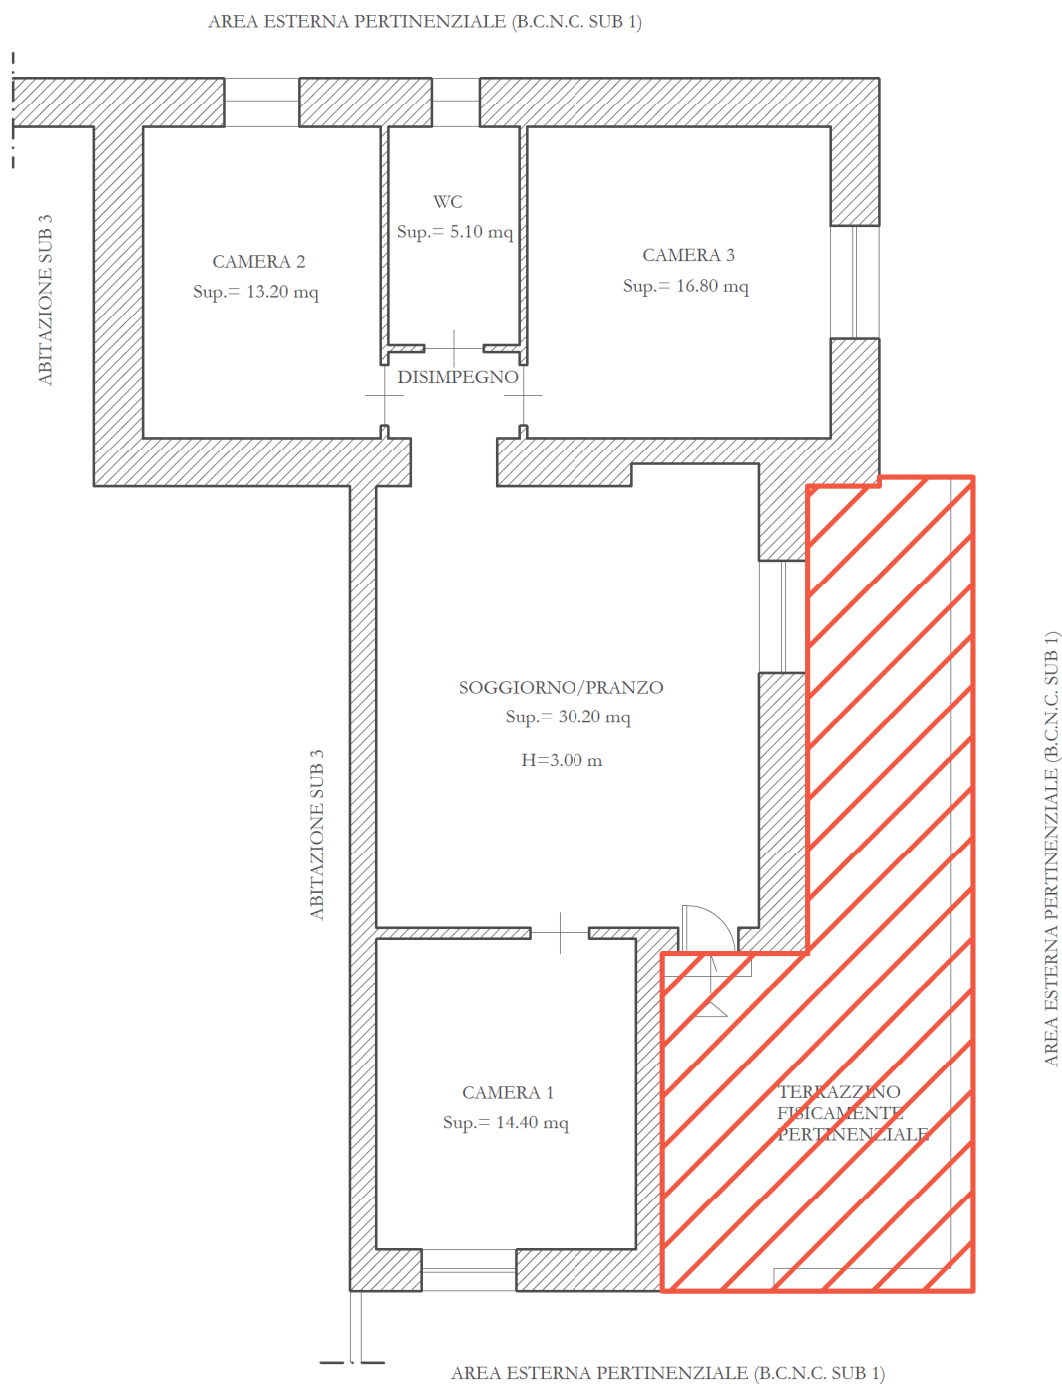 AREA ESTERNA PERTINENZIALE (B.C.N.C. SUB 1)
ABITAZIONE SUB 3
CAMERA 2
Sup.= 13.20 mq
WC
Sup.= 5.10 mq
CAMERA 3
Sup.= 16.80 mq
DISIMPEGNO
SOGGIORNO/PRANZO
Sup.= 30.20 mq
H=3.00 m
ABITAZIONE SUB 3
AREA ESTERNA PERTINENZIALE (B.C.N.C. SUB 1)
CAMERA 1
Sup.= 14.40 mq
TERRAZZINO
FISICAMENTE
PERTINENZIALE
AREA ESTERNA PERTINENZIALE (B.C.N.C. SUB 1)